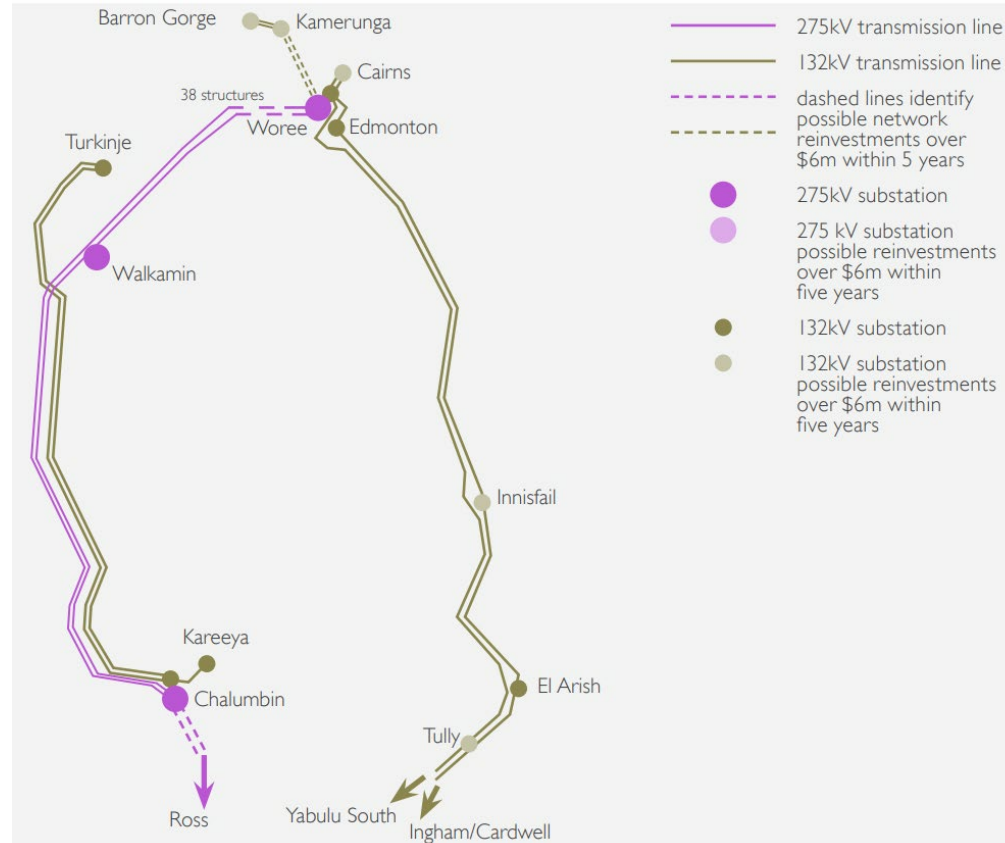 Barron Gorge
Kamerunga
Cairns
38 structures
Woree
Edmonton
Turkinje
Walkamin
Innisfail
Kareeya
Chalumbin
El Arish
Tully
Yabulu South
Ross
Ingham/Cardwell
275kV transmission line
132kV transmission line
dashed lines identify
possible network
reinvestments over
$6m within 5 years
275kV substation
275 kV substation
possible reinvestments
over $6m within
five years
132kV substation
132kV substation
possible reinvestments
over $6m within
five years